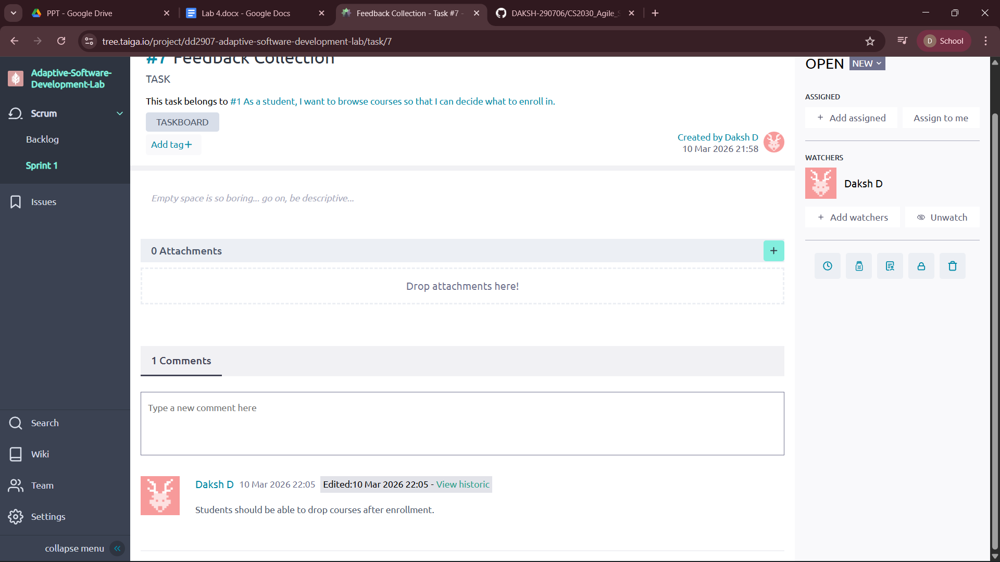 PPT - Google Drive
Lab 4.docx - Google Docs
Feedback Collection - Task #7 -
DAKSH-290706/CS2030_Agile_S
tree.taiga.io/project/dd2907-adaptive-software-development-lab/task/7
D School
Adaptive-Software-
Development-Lab
Scrum
Backlog
Sprint 1
Issues
Search
Wiki
Team
Settings
collapse menu
#7 Feedback Collection
TASK
This task belongs to #1 As a student, I want to browse courses so that I can decide what to enroll in.
TASKBOARD
Add tag+
Created by Daksh D
10 Mar 2026 21:58
Empty space is so boring... go on, be descriptive...
0 Attachments
Drop attachments here!
1 Comments
Type a new comment here
Daksh D 10 Mar 2026 22:05 Edited:10 Mar 2026 22:05 - View historic
Students should be able to drop courses after enrollment.
OPEN NEW
ASSIGNED
+ Add assigned
Assign to me
WATCHERS
Daksh D
+ Add watchers
Unwatch